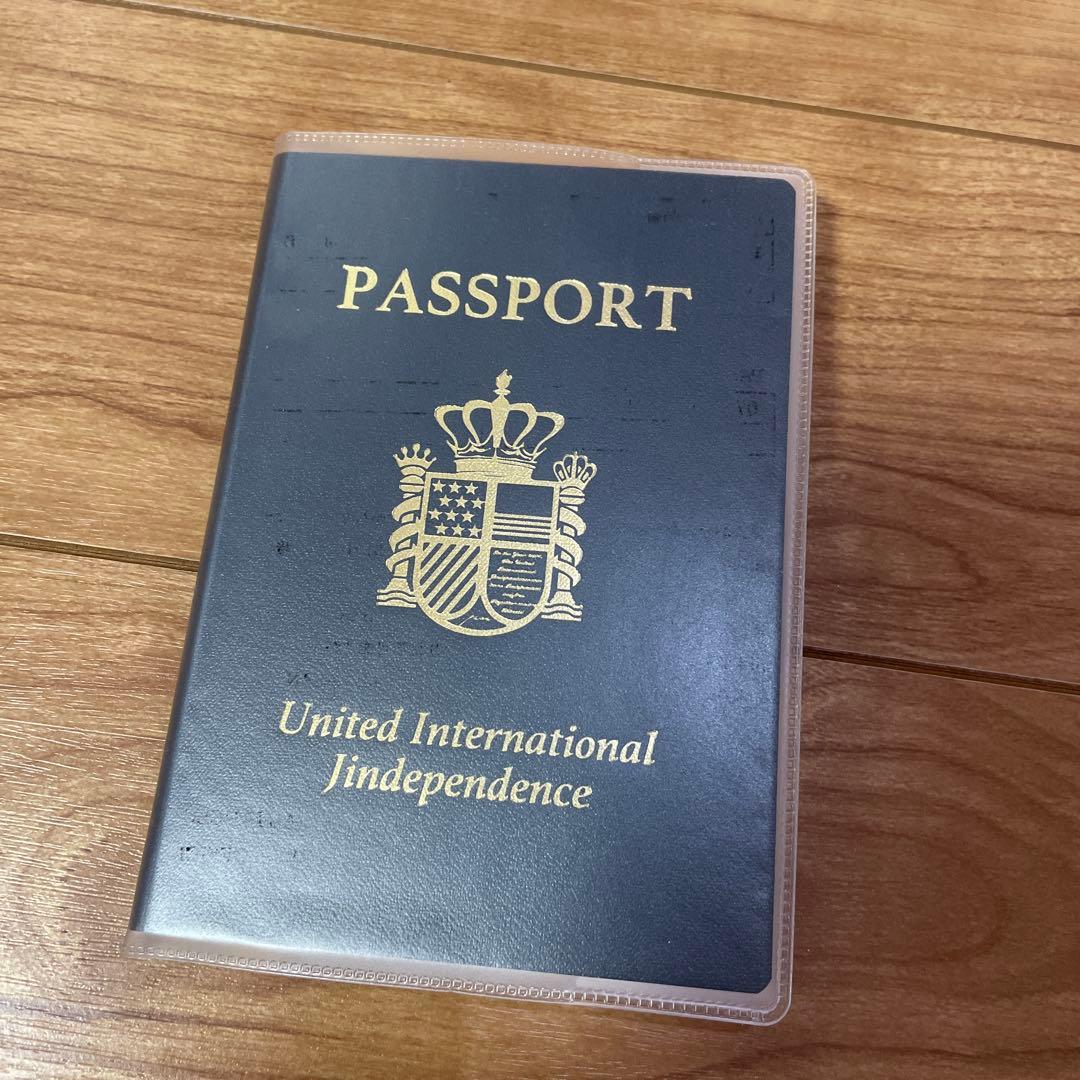 PASSPORT
United International
Jindependence